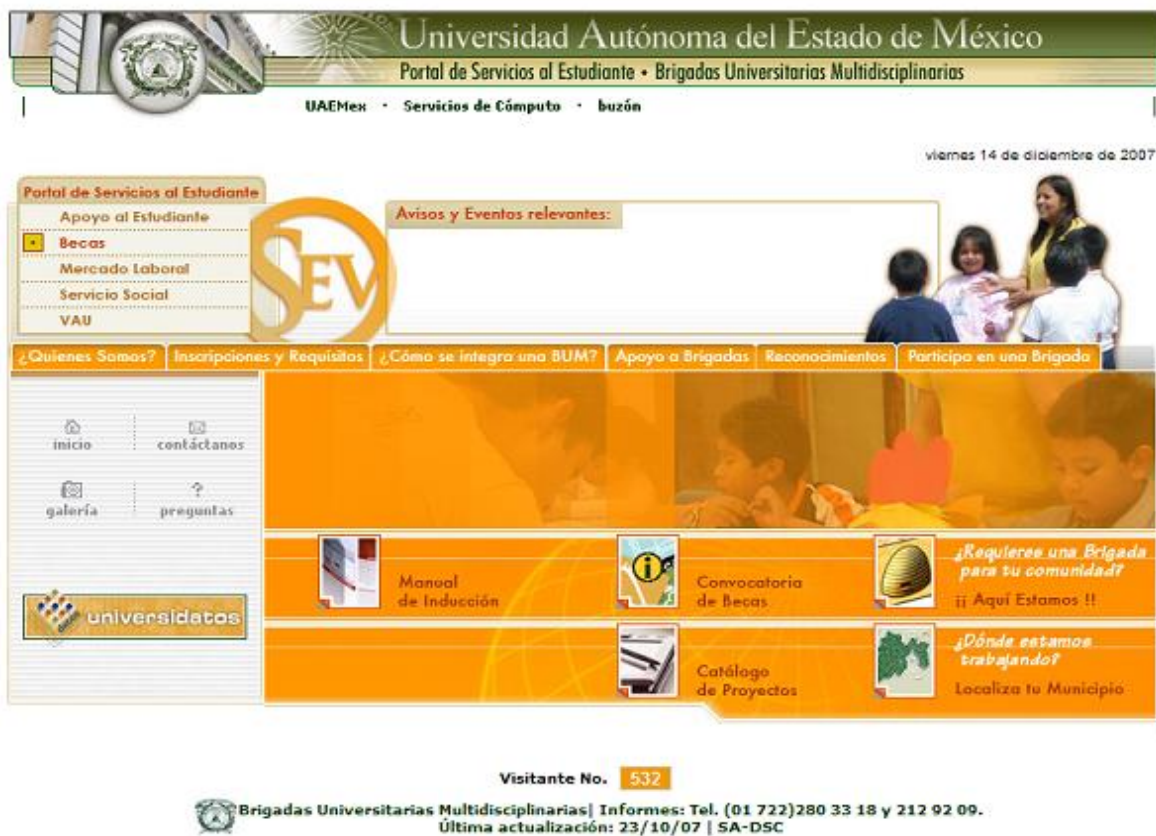 Universidad Autónoma del Estado de México
Portal de Servicios al Estudiante • Brigadas Universitarias Multidisciplinarias
UAEMex · Servicios de Cómputo · buzón
viernes 14 de diciembre de 2007
Portal de Servicios al Estudiante
Apoyo al Estudiante
Becas
Mercado Laboral
Servicio Social
VAU
SEV
Avisos y Eventos relevantes:
¿Quienes Somos? Inscripciones y Requisitos ¿Cómo se integra una BUM? Apoyo a Brigadas Reconocimientos Participa en una Brigada
inicio
contáctanos
galería
preguntas
universidatos
Manual
de Inducción
Convocatoria
de Becas
¿Requieres una Brigada
para tu comunidad?
¡¡ Aquí Estamos !!
Catálogo
de Proyectos
¿Dónde estamos
trabajando?
Localiza tu Municipio
Visitante No. 532
Brigadas Universitarias Multidisciplinarias| Informes: Tel. (01 722)280 33 18 y 212 92 09.
Última actualización: 23/10/07 | SA-DSC